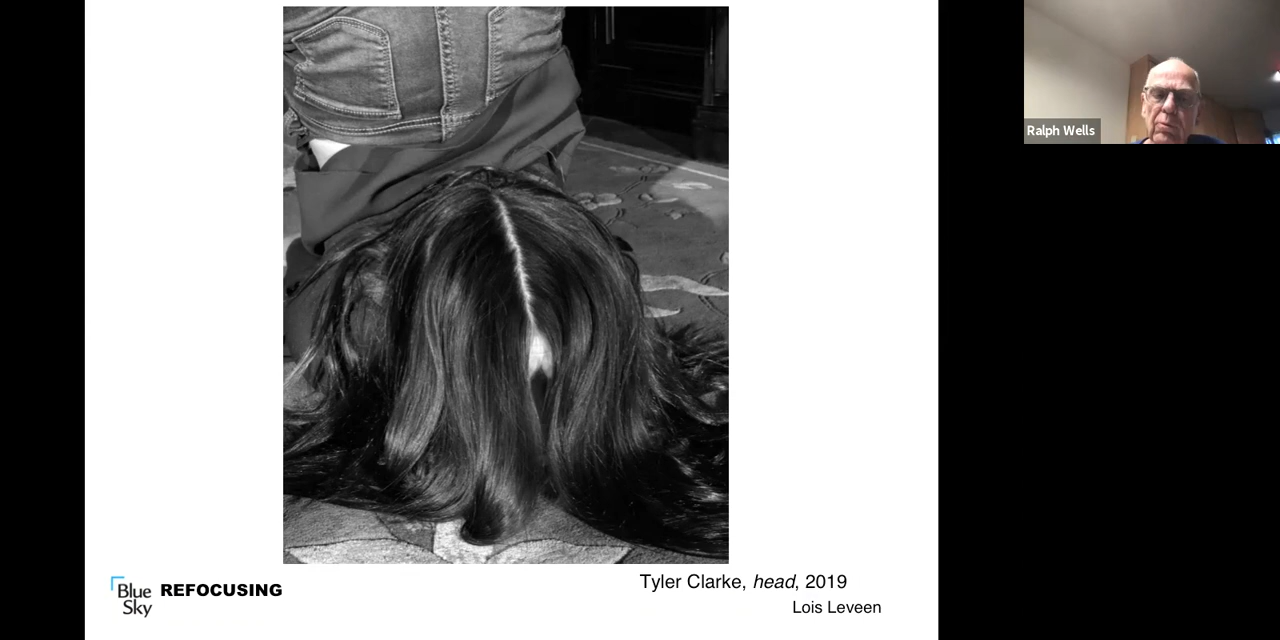 Ralph Wells
Tyler Clarke, head, 2019
Blue
Sky
REFOCUSING
Lois Leveen